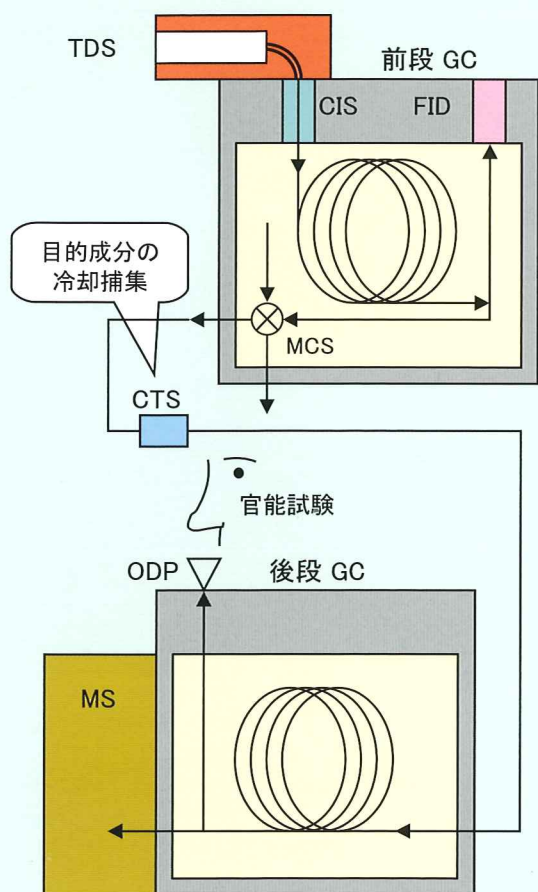 TDS
前段 GC
CIS
FID
目的成分の
冷却捕集
MCS
CTS
官能試験
ODP
後段 GC
MS